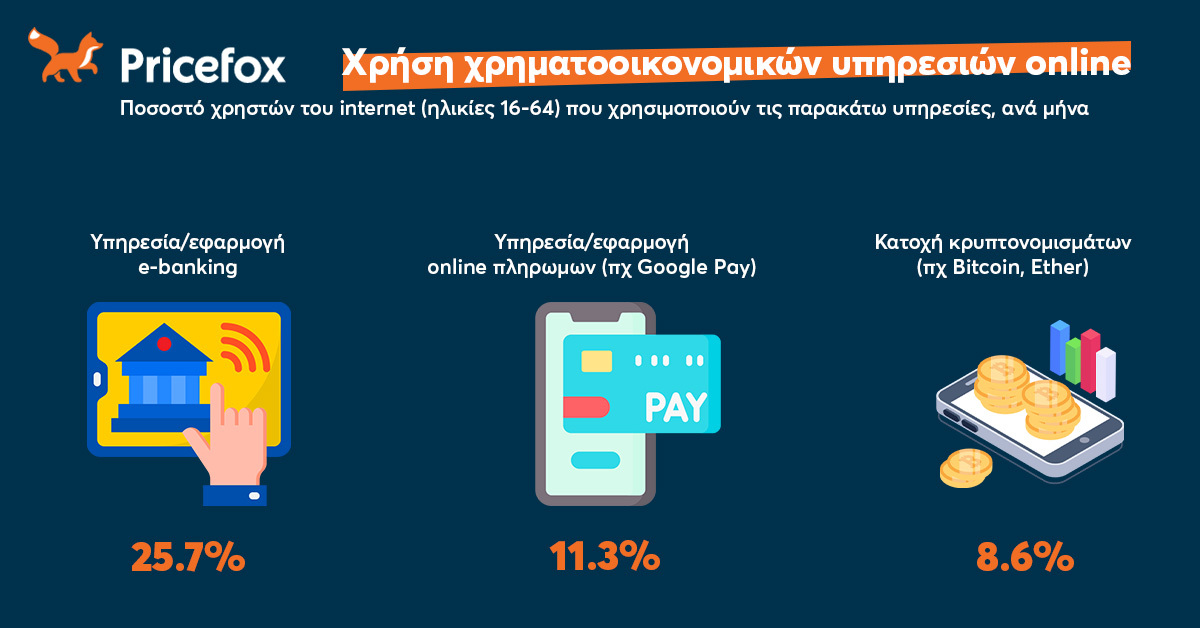 Pricefox
Χρήση χρηματοοικονομικών υπηρεσιών online
Ποσοστό χρηστών του internet (ηλικίες 16-64) που χρησιμοποιούν τις παρακάτω υπηρεσίες, ανά μήνα
Υπηρεσία/εφαρμογή
e-banking
Υπηρεσία/εφαρμογή
online πληρωμων (πχ Google Pay)
Κατοχή κρυπτονομισμάτων
(πχ Bitcoin, Ether)
PAY
25.7%
11.3%
8.6%